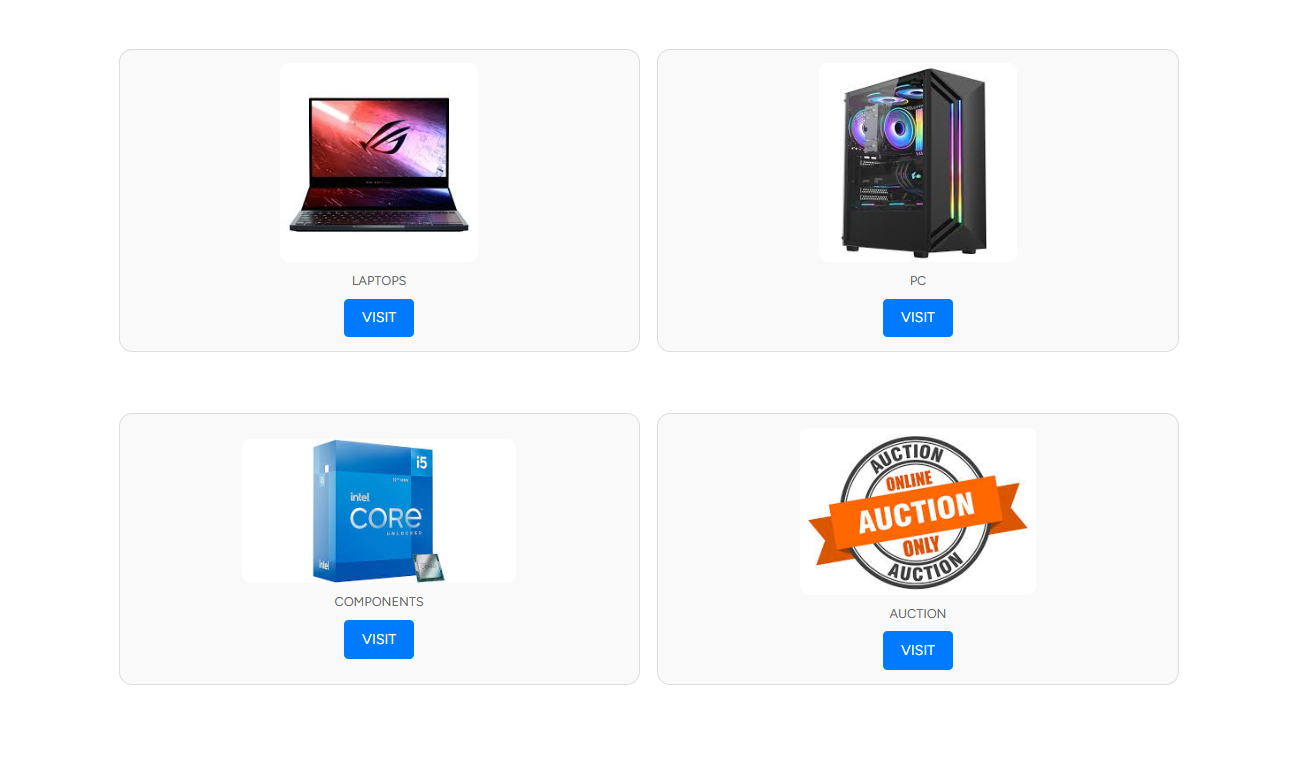 LAPTOPS
PC
VISIT
VISIT
i5
intel
CORE
UNLOCKED
intel
AUCTION
ONLINE
AUCTION
ONLY
AUCTION
COMPONENTS
AUCTION
VISIT
VISIT